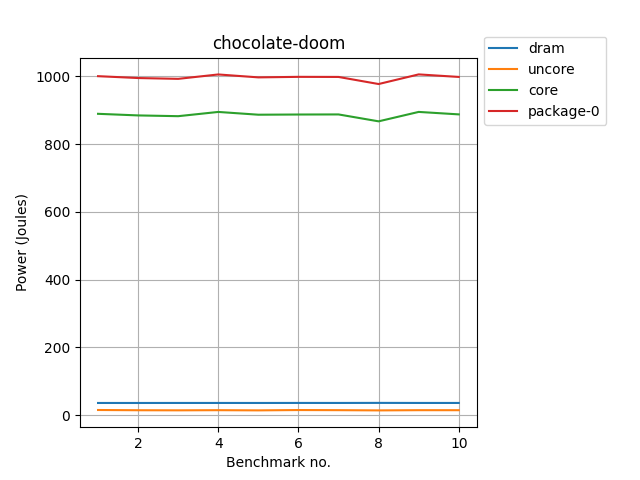 chocolate-doom
dram
uncore
core
package-0
Power (Joules)
1000
800
600
400
200
0
2 4 6 8 10
Benchmark no.